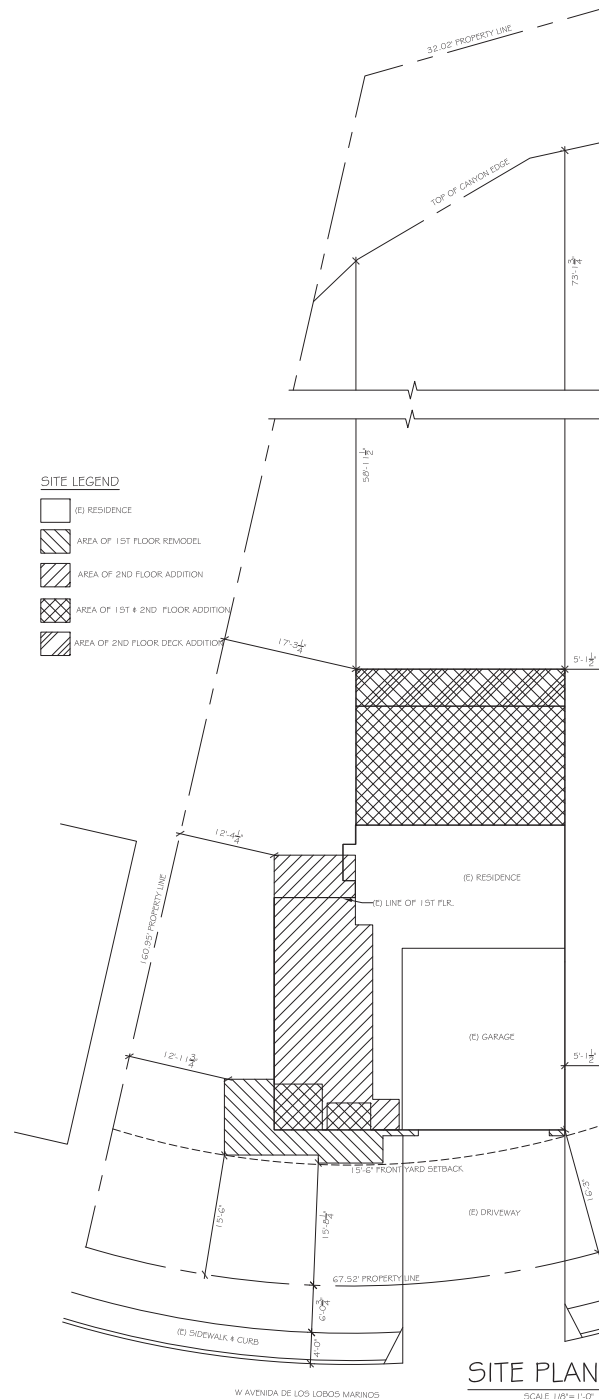 32.02' PROPERTY LINE
TOP OF CANYON EDGE
73'-1 3/4"
58'-11 1/2"
SITE LEGEND
(E) RESIDENCE
AREA OF 1ST FLOOR REMODEL
AREA OF 2ND FLOOR ADDITION
AREA OF 1ST & 2ND FLOOR ADDITION
AREA OF 2ND FLOOR DECK ADDITION
17'-3 1/4"
5'-1 1/2"
12'-4 1/4"
(E) RESIDENCE
(E) LINE OF 1ST FLR.
160.95' PROPERTY LINE
(E) GARAGE
12'-11 3/4"
5'-1 1/2"
15'-6" FRONT YARD SETBACK
15'-6"
15'-8 1/4"
(E) DRIVEWAY
67.52' PROPERTY LINE
6'-0 3/4"
(E) SIDEWALK & CURB
4'-0"
SITE PLAN
W AVENIDA DE LOS LOBOS MARINOS
SCALE 1/8"=1'-0"